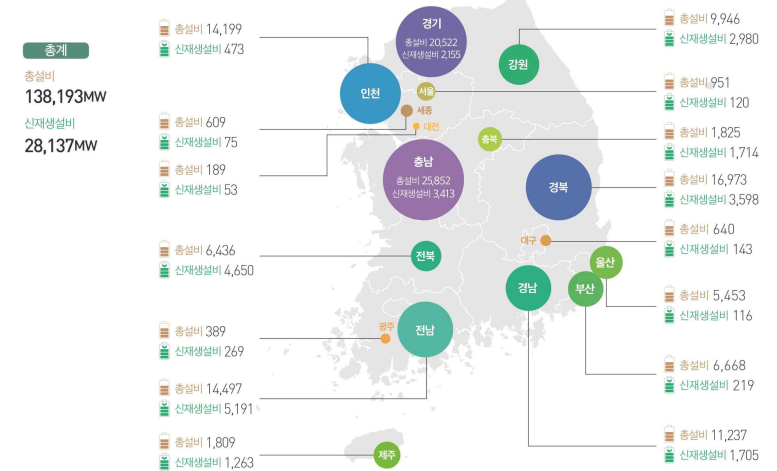 총계
총설비
138,193MW
신재생설비
28,137MW
총설비 14,199
신재생설비 473
총설비 609
신재생설비 75
총설비 189
신재생설비 53
총설비 6,436
신재생설비 4,650
총설비 389
신재생설비 269
총설비 14,497
신재생설비 5,191
총설비 1,809
신재생설비 1,263
경기
총설비 20,522
신재생설비 2,155
인천
서울
세종
대전
강원
충북
충남
총설비 25,852
신재생설비 3,413
경북
대구
전북
울산
경남
부산
광주
전남
제주
총설비 9,946
신재생설비 2,980
총설비 951
신재생설비 120
총설비 1,825
신재생설비 1,714
총설비 16,973
신재생설비 3,598
총설비 640
신재생설비 143
총설비 5,453
신재생설비 116
총설비 6,668
신재생설비 219
총설비 11,237
신재생설비 1,705